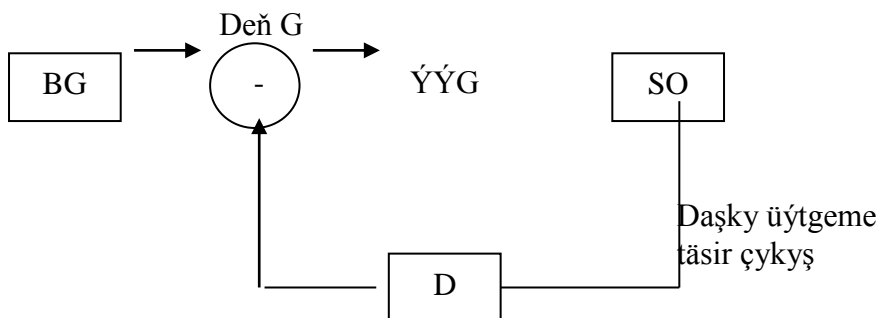 Deň G
BG
-
ÝÝG
SO
Daşky üýtgeme
täsir çykyş
D